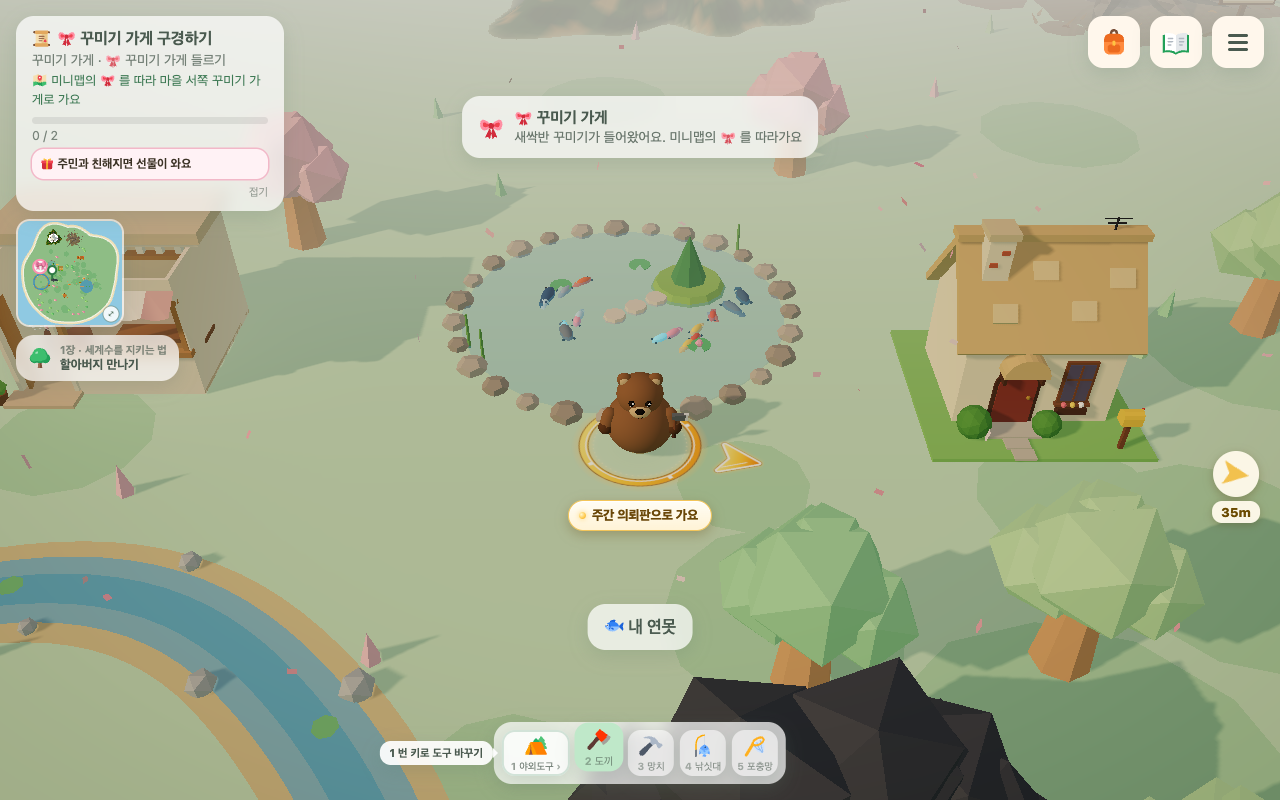 꾸미기 가게 구경하기
꾸미기 가게 · 꾸미기 가게 들르기
미니맵의 를 따라 마을 서쪽 꾸미기 가
게로 가요
0 / 2
주민과 친해지면 선물이 와요
접기
꾸미기 가게
새싹반 꾸미기가 들어왔어요. 미니맵의 를 따라가요
1장 · 세계수를 지키는 법
할아버지 만나기
주간 의뢰판으로 가요
35m
내 연못
1 번 키로 도구 바꾸기
1 야외도구 ›
2 도끼
3 망치
4 낚싯대
5 포충망